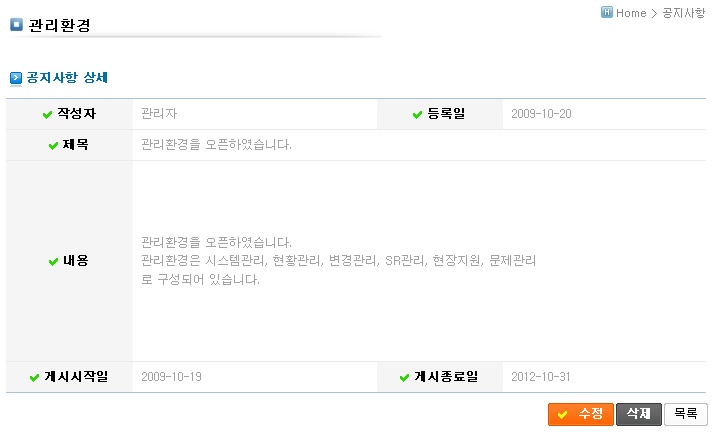 Home > 공지사항
관리환경
공지사항 상세
작성자 관리자 등록일 2009-10-20
제목 관리환경을 오픈하였습니다.
내용 관리환경을 오픈하였습니다.
관리환경은 시스템관리, 현황관리, 변경관리, SR관리, 현장지원, 문제관리
로 구성되어 있습니다.
게시시작일 2009-10-19 게시종료일 2012-10-31
수정 삭제 목록